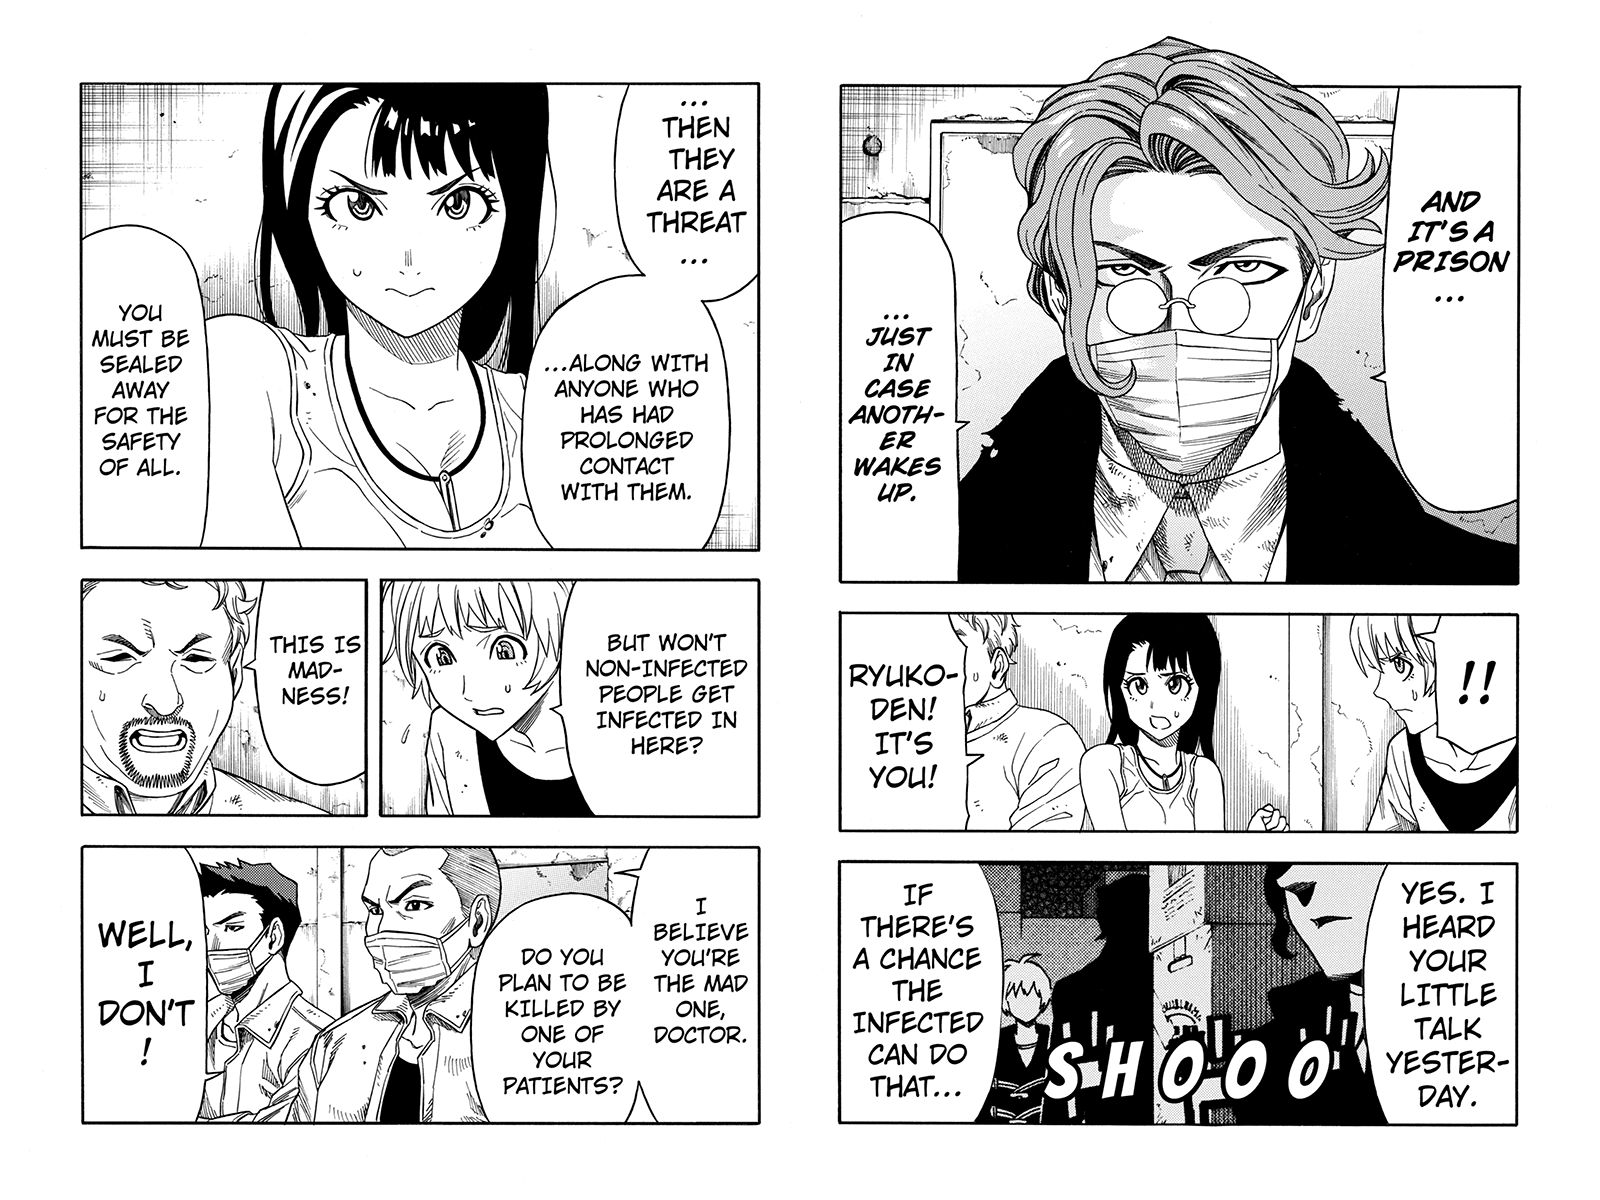 AND
IT'S A
PRISON
...
...
JUST
IN
CASE
ANOTH-
ER
WAKES
UP.
!!
RYUKO-
DEN!
IT'S
YOU!
YES. I
HEARD
YOUR
LITTLE
TALK
YESTER-
DAY.
SHOOO
IF
THERE'S
A CHANCE
THE
INFECTED
CAN DO
THAT...
...
THEN
THEY
ARE A
THREAT
...
...ALONG WITH
ANYONE WHO
HAS HAD
PROLONGED
CONTACT
WITH THEM.
YOU
MUST BE
SEALED
AWAY
FOR THE
SAFETY
OF ALL.
BUT WON'T
NON-INFECTED
PEOPLE GET
INFECTED IN
HERE?
THIS IS
MAD-
NESS!
I
BELIEVE
YOU'RE
THE MAD
ONE,
DOCTOR.
DO YOU
PLAN TO BE
KILLED BY
ONE OF
YOUR
PATIENTS?
WELL,
I
DON'T
!